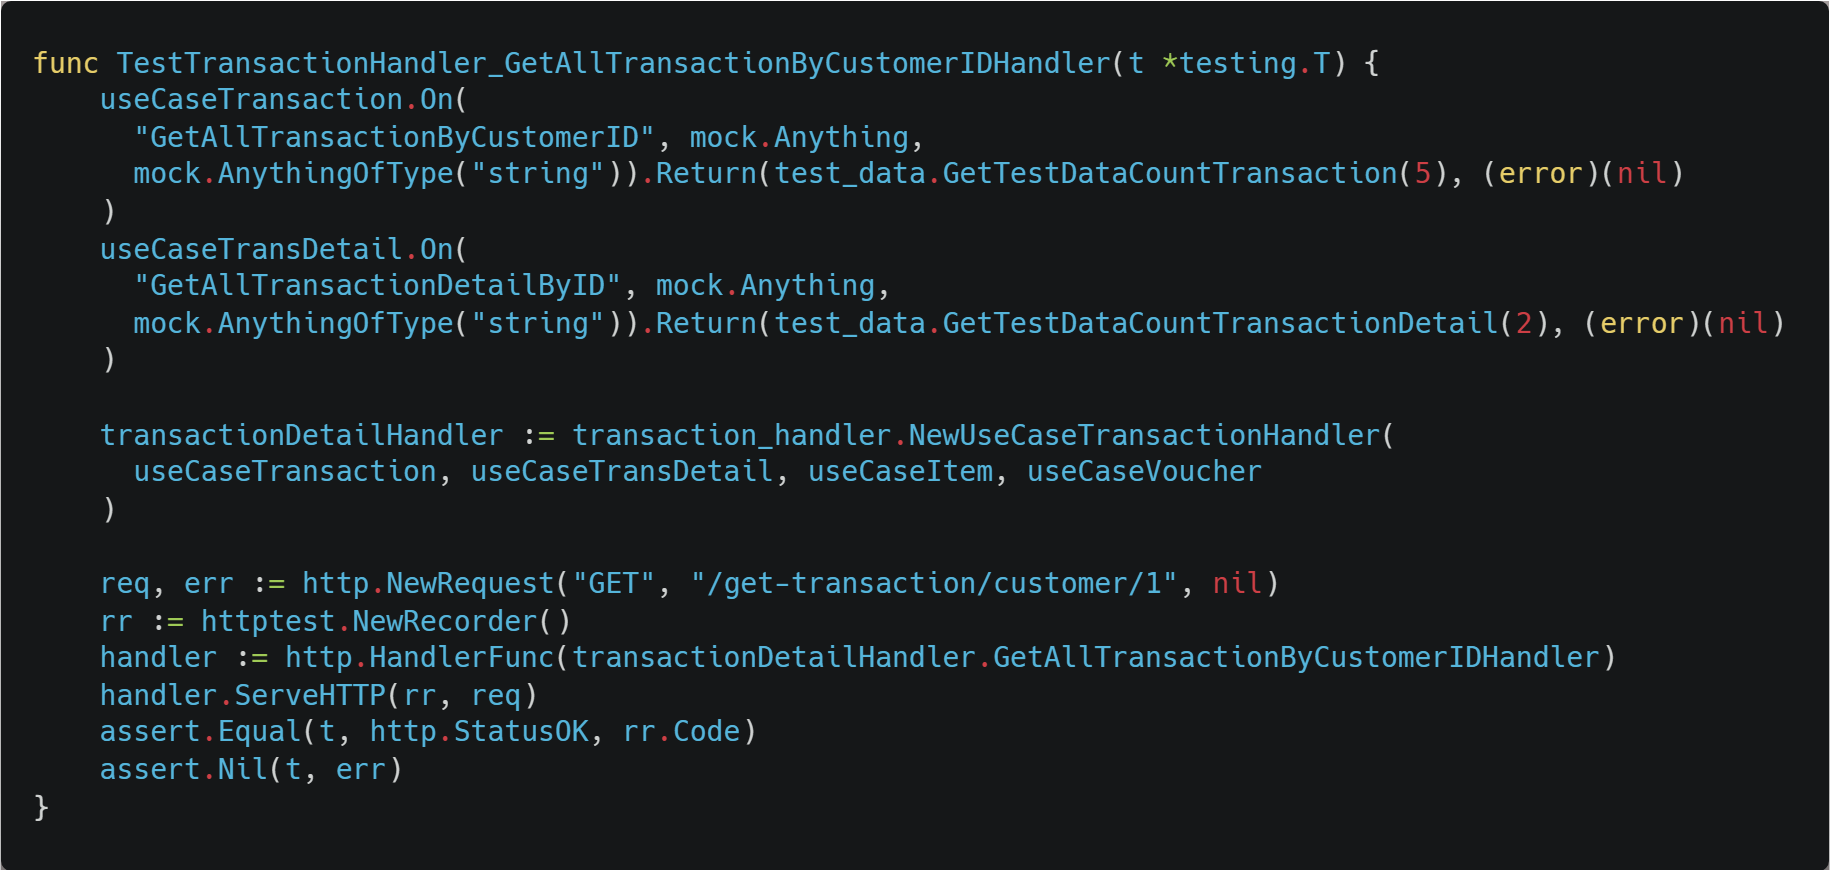 func TestTransactionHandler_GetAllTransactionByCustomerIDHandler(t *testing.T) {
    useCaseTransaction.On(
      "GetAllTransactionByCustomerID", mock.Anything,
      mock.AnythingOfType("string")).Return(test_data.GetTestDataCountTransaction(5), (error)(nil)
    )
    useCaseTransDetail.On(
      "GetAllTransactionDetailByID", mock.Anything,
      mock.AnythingOfType("string")).Return(test_data.GetTestDataCountTransactionDetail(2), (error)(nil)
    )

    transactionDetailHandler := transaction_handler.NewUseCaseTransactionHandler(
      useCaseTransaction, useCaseTransDetail, useCaseItem, useCaseVoucher
    )

    req, err := http.NewRequest("GET", "/get-transaction/customer/1", nil)
    rr := httptest.NewRecorder()
    handler := http.HandlerFunc(transactionDetailHandler.GetAllTransactionByCustomerIDHandler)
    handler.ServeHTTP(rr, req)
    assert.Equal(t, http.StatusOK, rr.Code)
    assert.Nil(t, err)
}